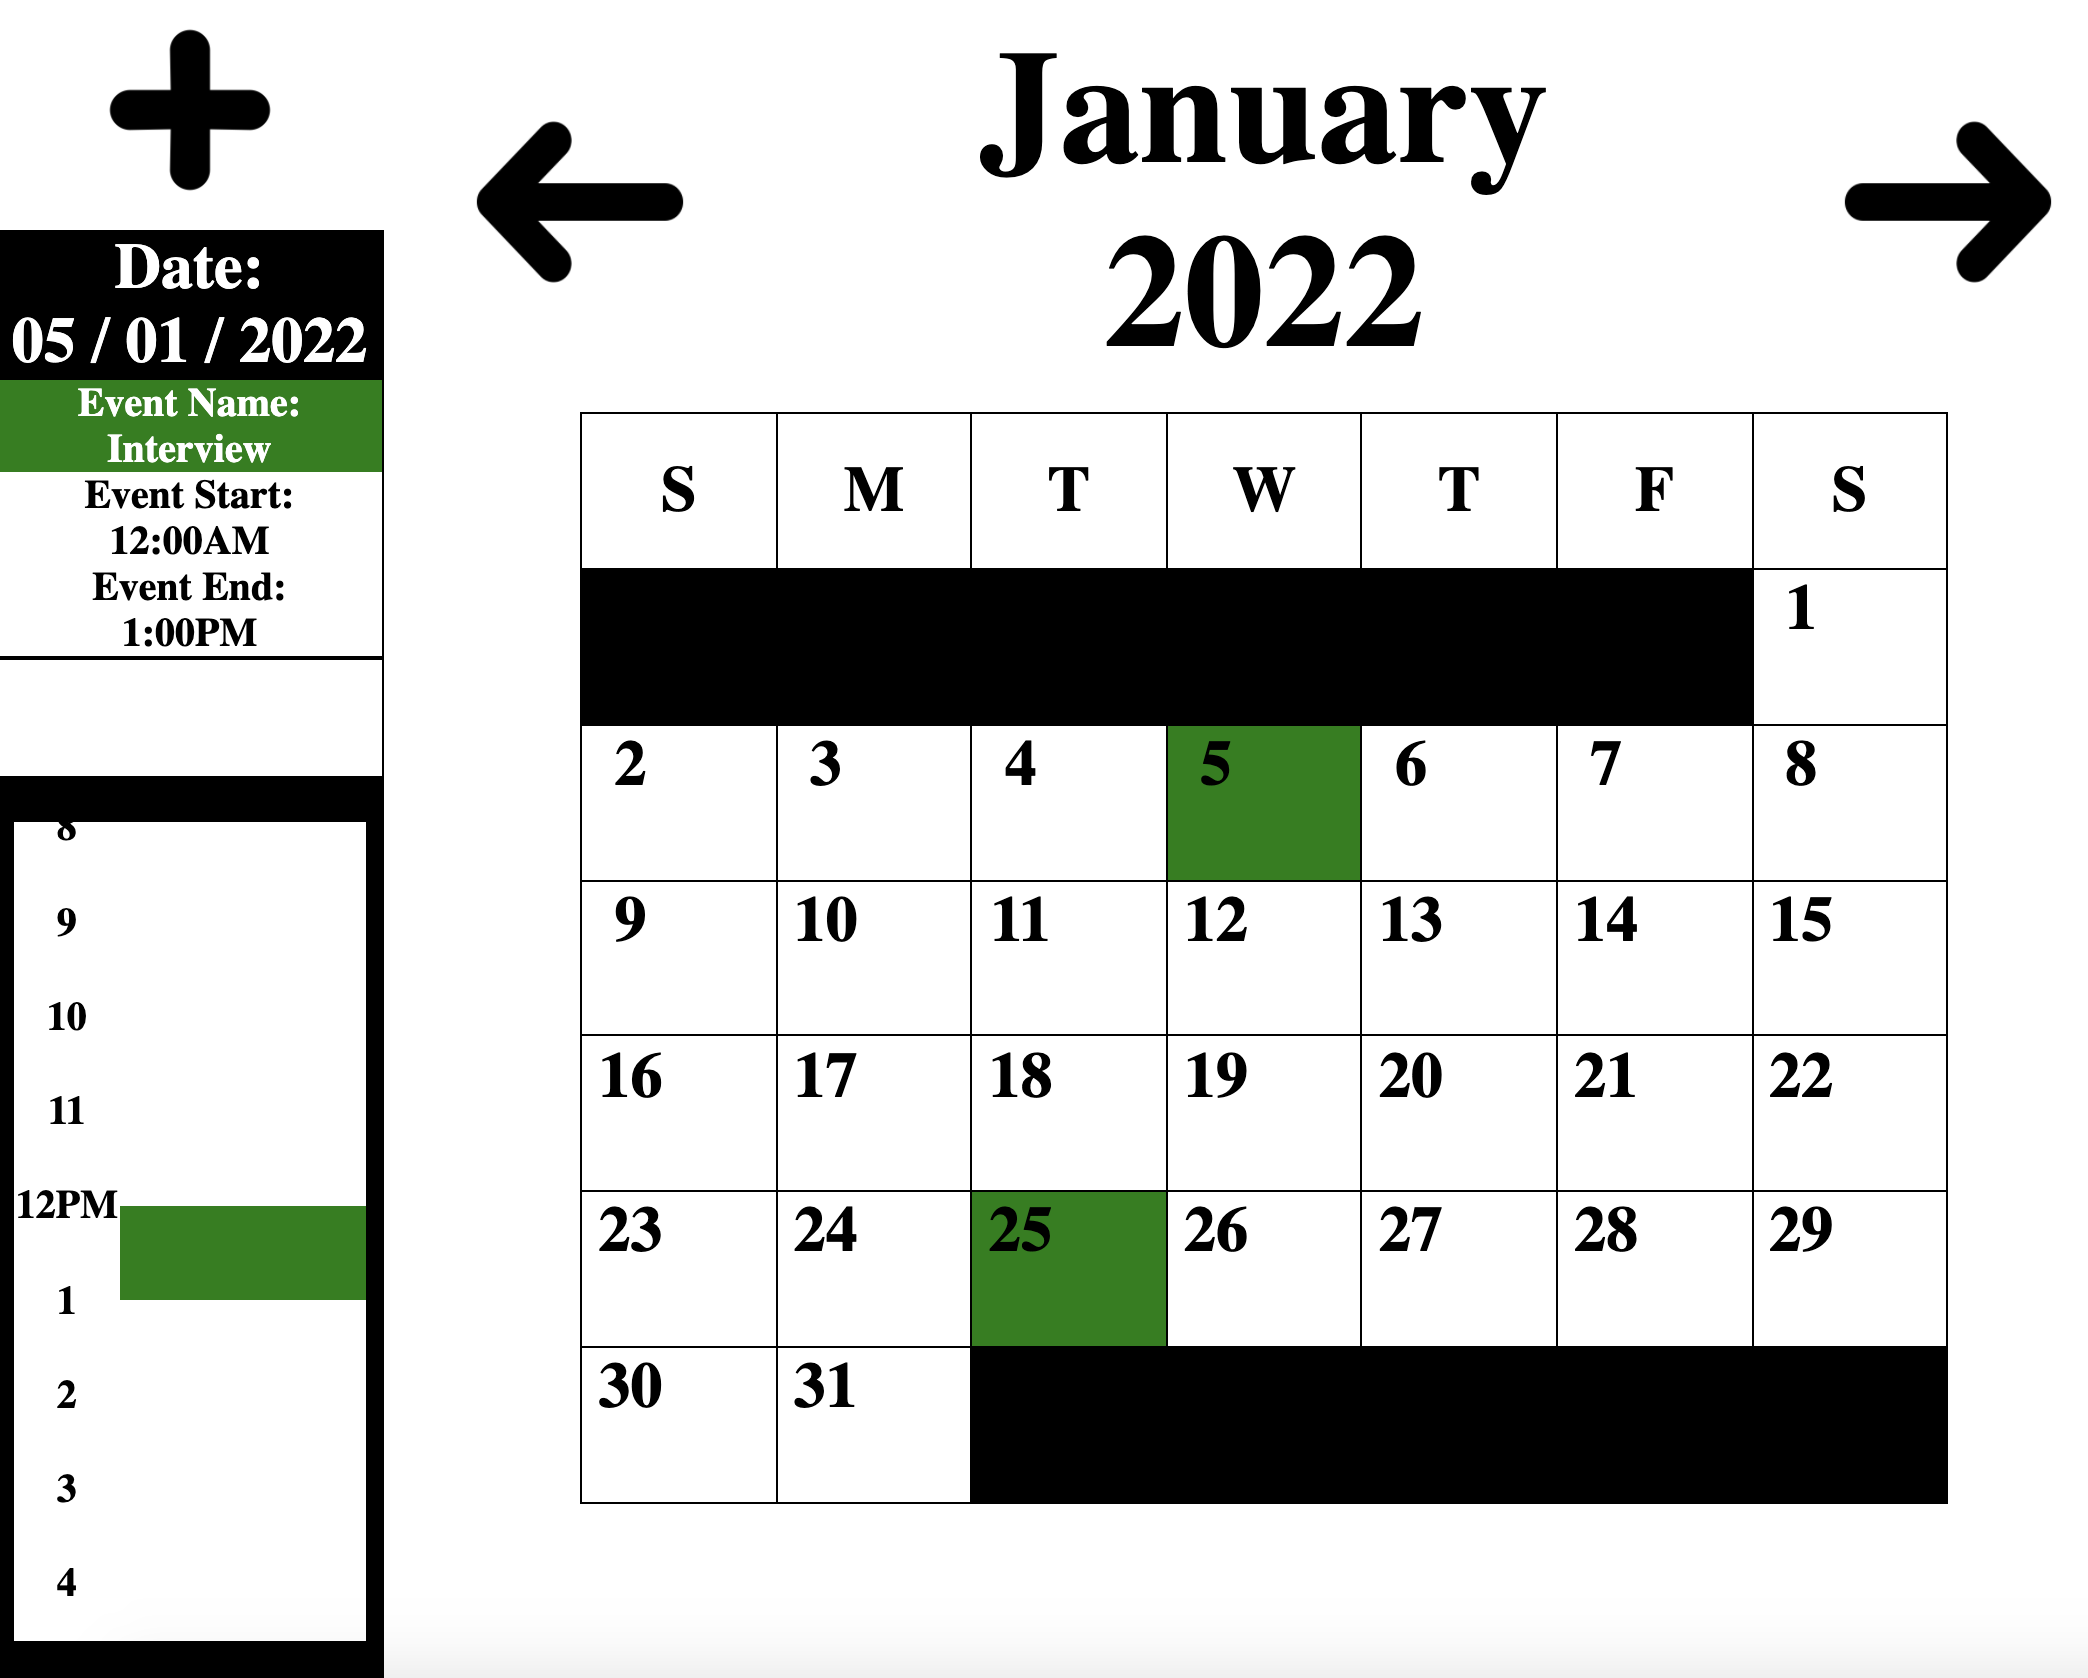 January
2022
Date:
05 / 01 / 2022
Event Name:
Interview
Event Start:
12:00AM
Event End:
1:00PM
8
9
10
11
12PM
1
2
3
4
S M T W T F S
1
2 3 4 5 6 7 8
9 10 11 12 13 14 15
16 17 18 19 20 21 22
23 24 25 26 27 28 29
30 31